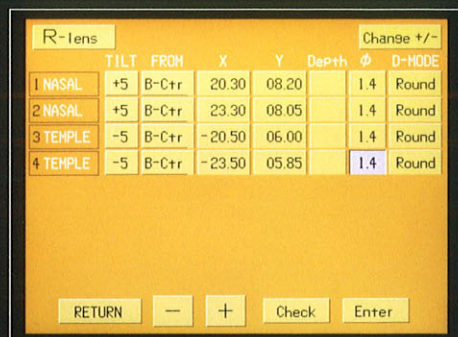 R-lens Change +/-
TILT FROM X Y Depth ϕ D-MODE
1 NASAL +5 B-Ctr 20.30 08.20 1.4 Round
2 NASAL +5 B-Ctr 23.30 08.05 1.4 Round
3 TEMPLE -5 B-Ctr -20.50 06.00 1.4 Round
4 TEMPLE -5 B-Ctr -23.50 05.85 1.4 Round
RETURN − + Check Enter